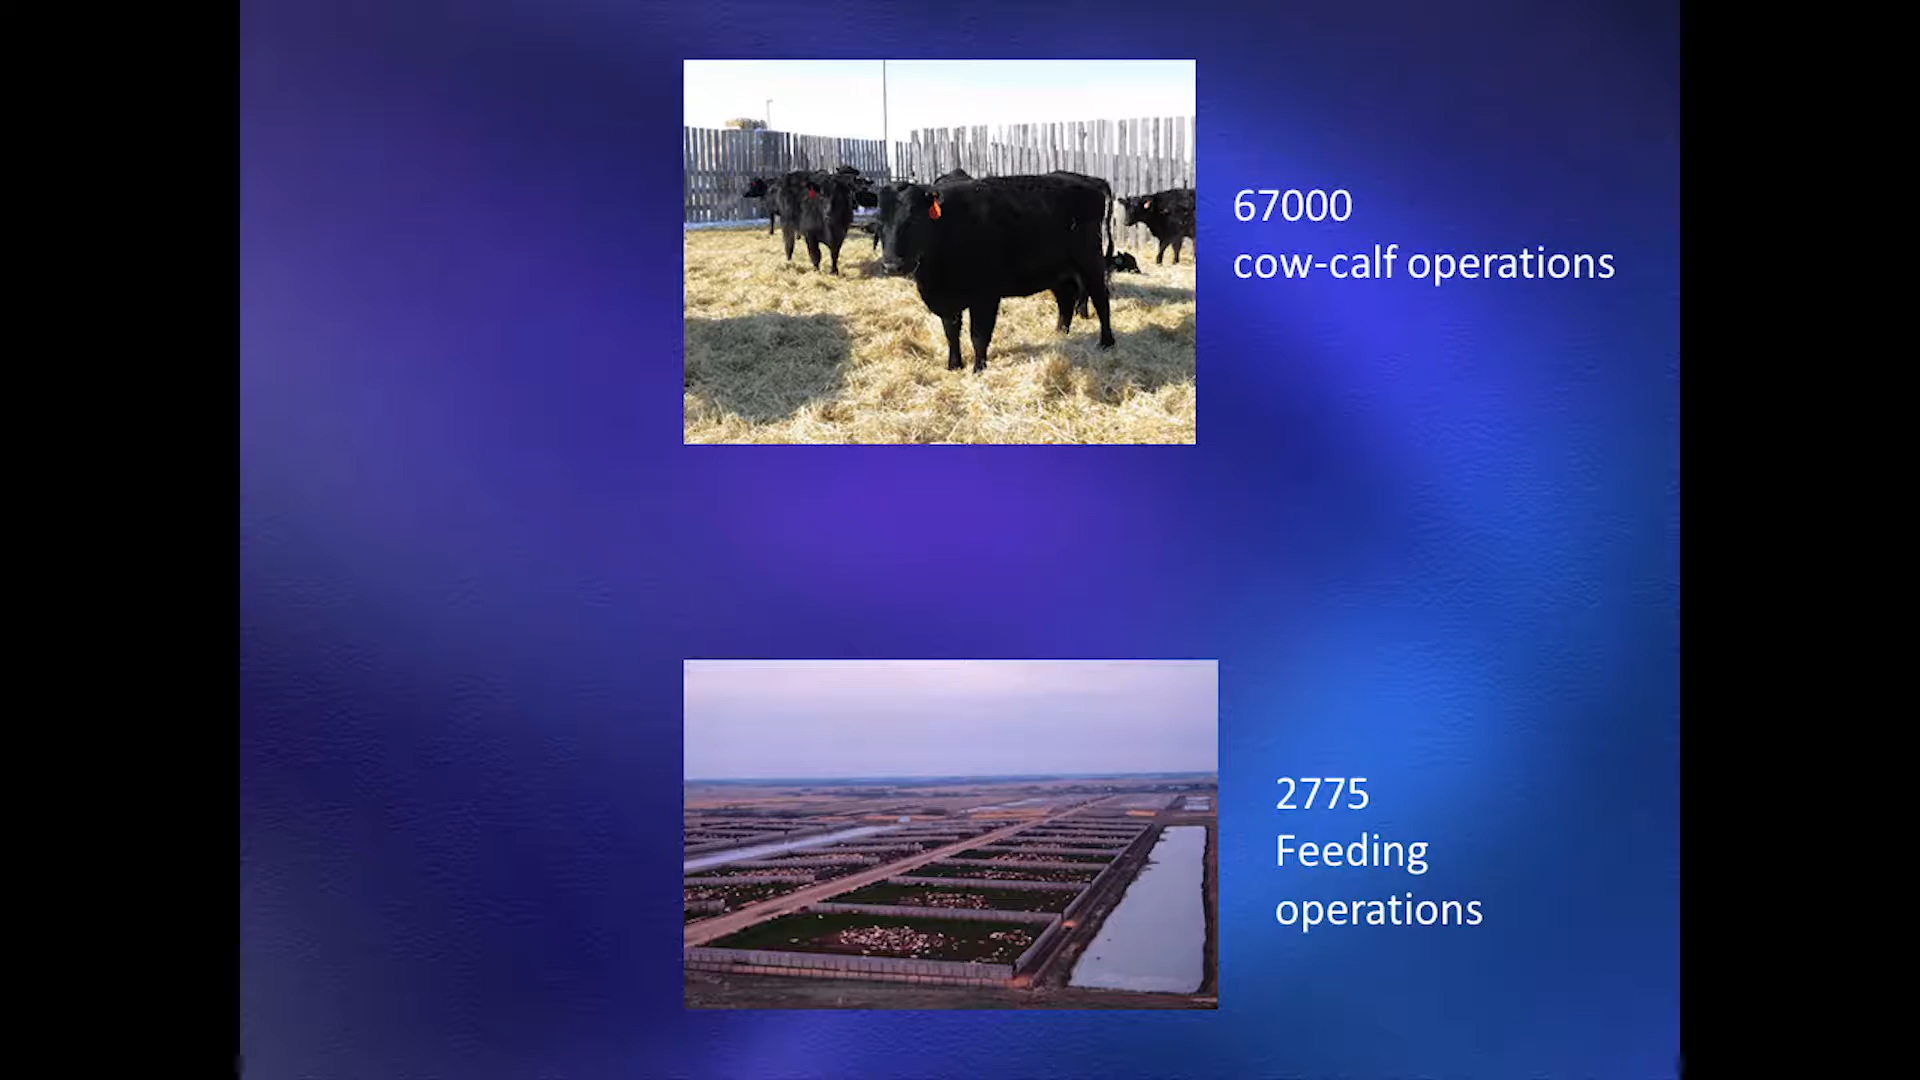 67000
cow-calf operations
2775
Feeding
operations